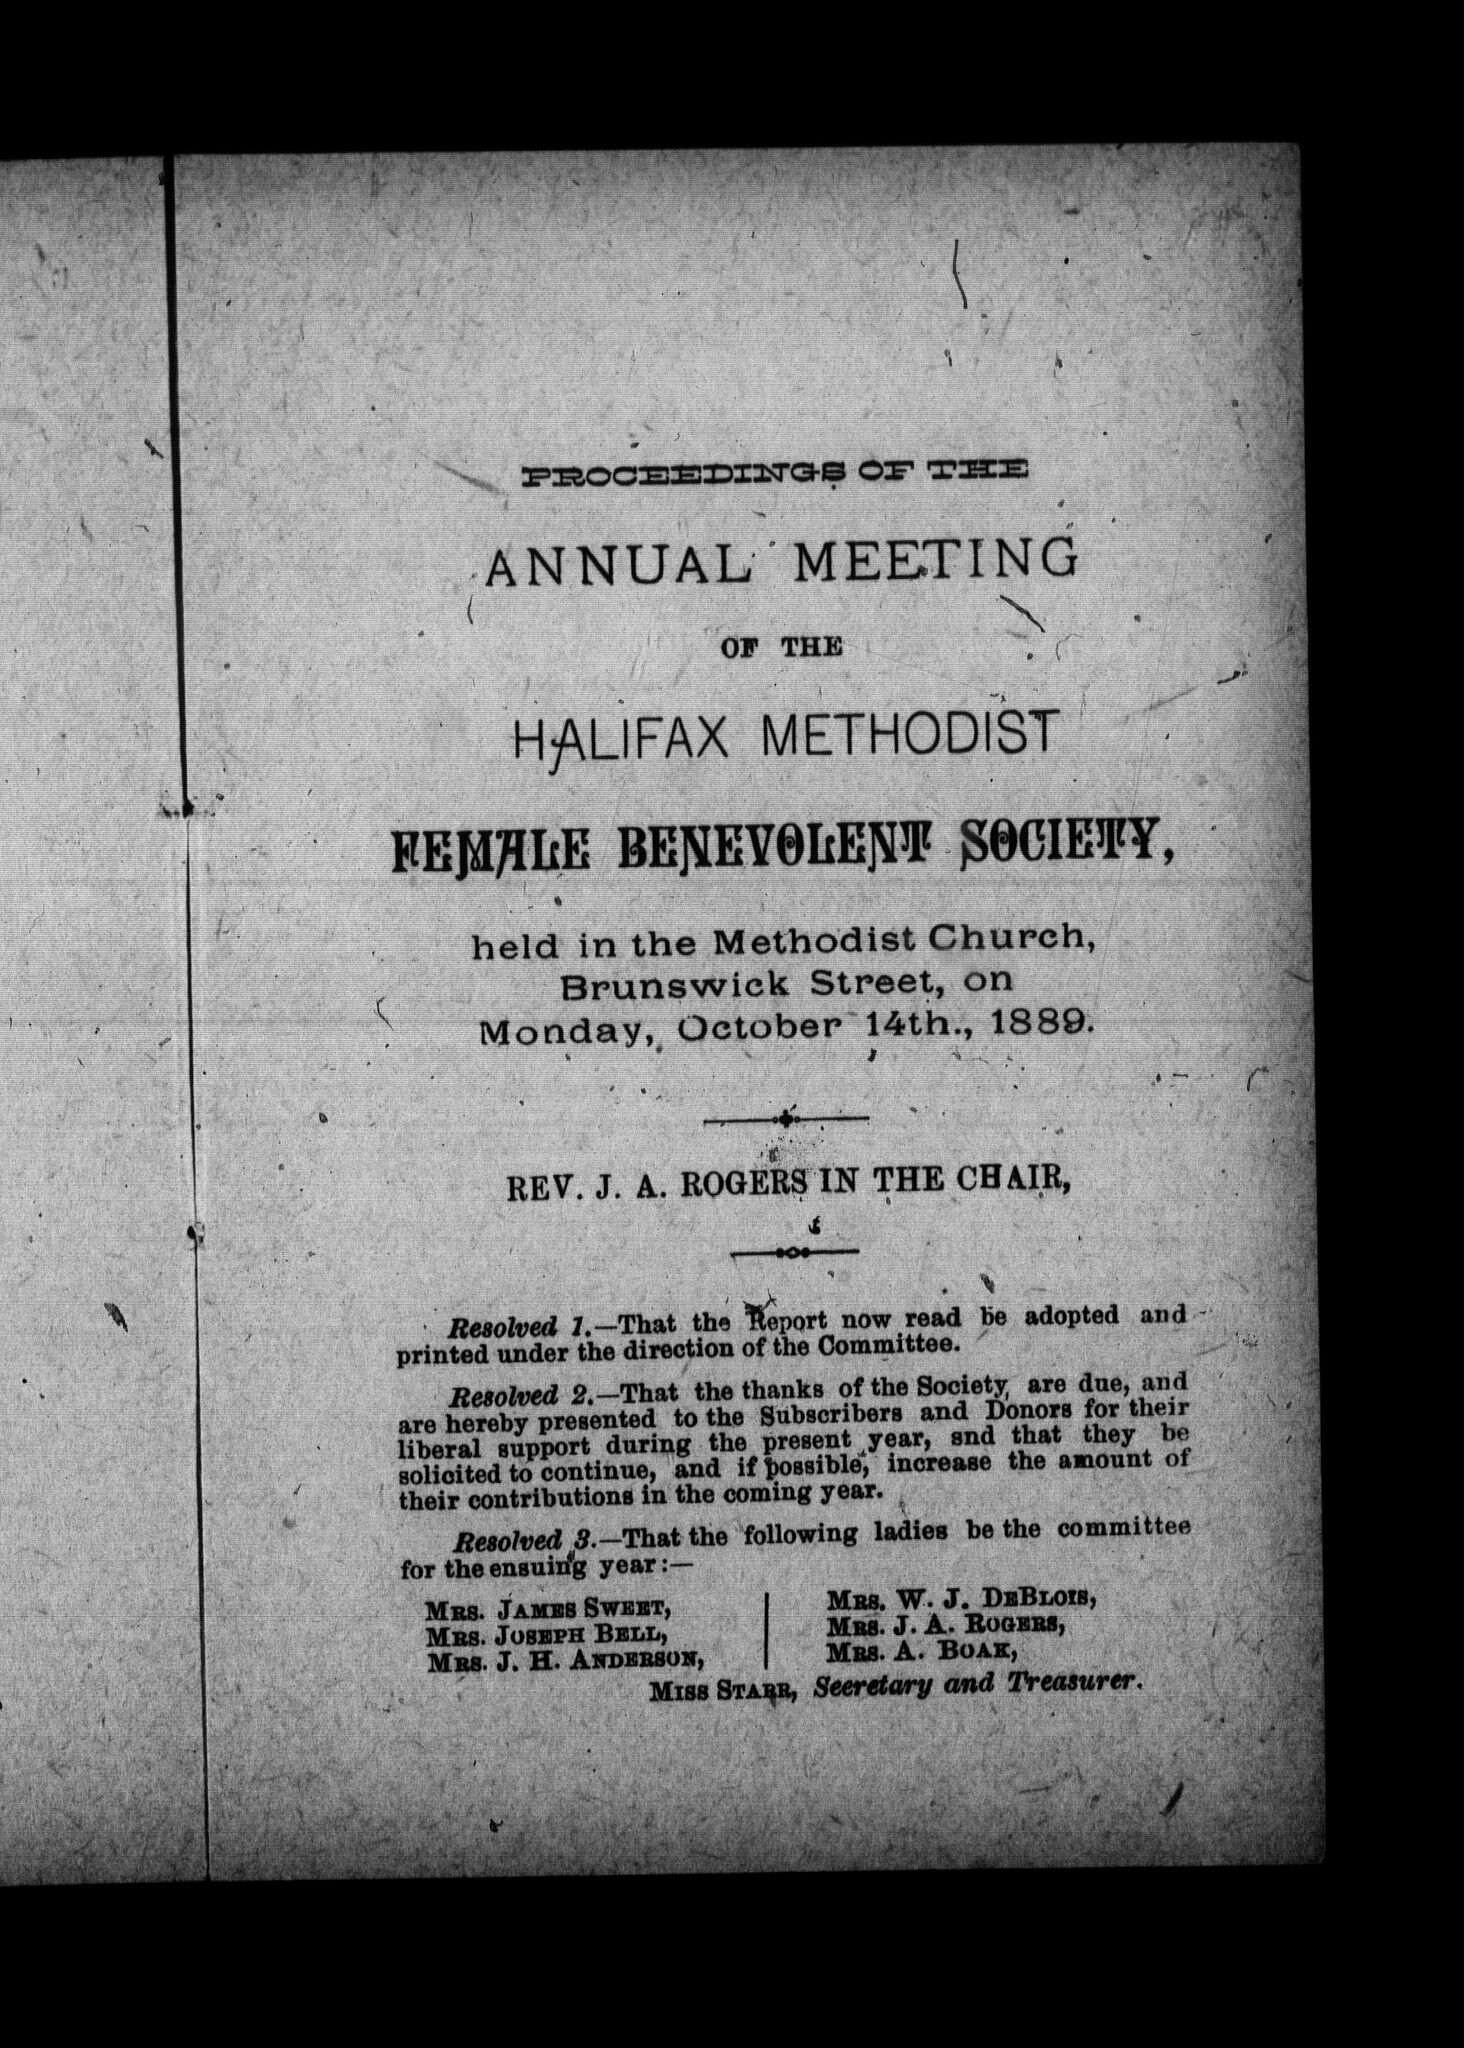 PROCEEDINGS OF THE
ANNUAL MEETING
OF THE
HALIFAX METHODIST
FEMALE BENEVOLENT SOCIETY,
held in the Methodist Church,
Brunswick Street, on
Monday, October 14th., 1889.
REV. J. A. ROGERS IN THE CHAIR,
Resolved 1.—That the Report now read be adopted and
printed under the direction of the Committee.
Resolved 2.—That the thanks of the Society, are due, and
are hereby presented to the Subscribers and Donors for their
liberal support during the present year, snd that they be
solicited to continue, and if possible, increase the amount of
their contributions in the coming year.
Resolved 3.—That the following ladies be the committee
for the ensuing year:—
MRS. JAMES SWEET,
MRS. JOSEPH BELL,
MRS. J. H. ANDERSON,
MRS. W. J. DEBLOIS,
MRS. J. A. ROGERS,
MRS. A. BOAK,
MISS STARR, Seeretary and Treasurer.